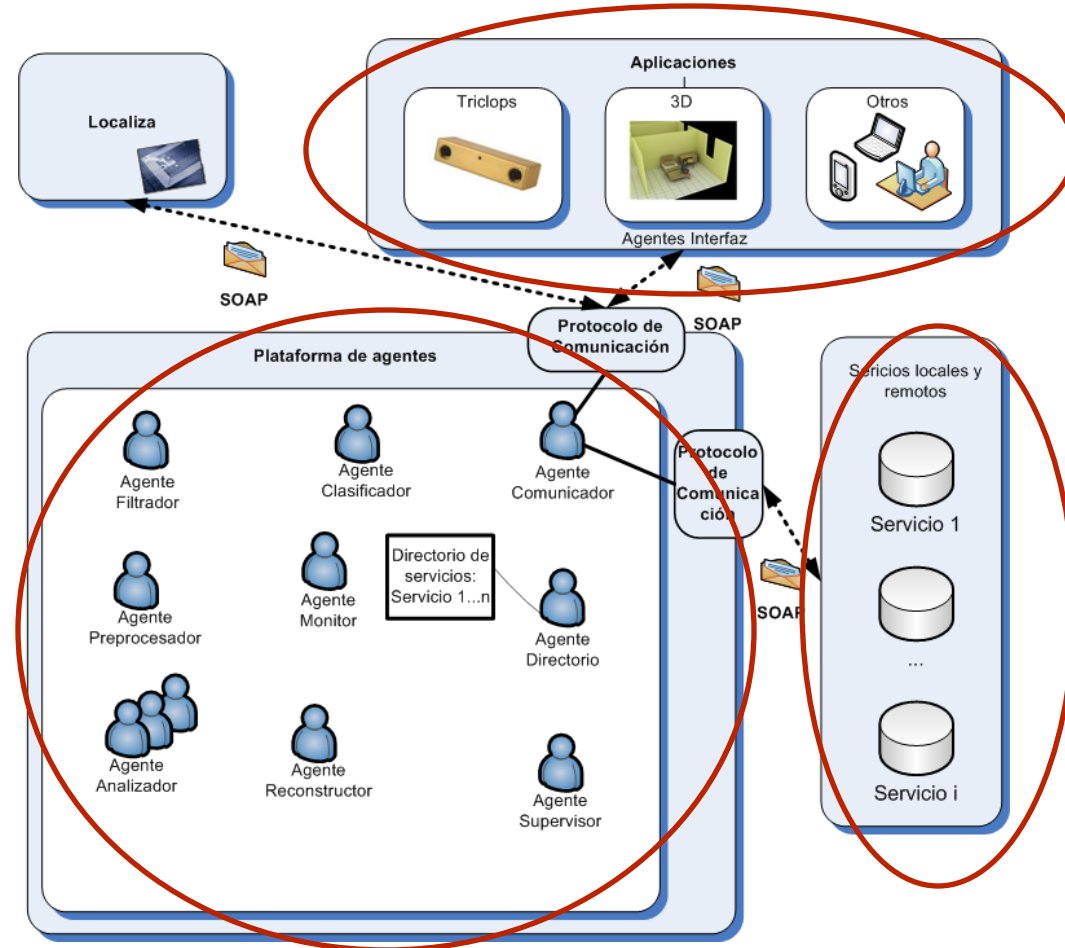 Localiza
Aplicaciones
Triclops
3D
Otros
Agentes Interfaz
SOAP
SOAP
Protocolo de
Comunicación
Plataforma de agentes
Agente
Filtrador
Agente
Clasificador
Agente
Comunicador
Protocolo
de
Comunica
ción
Agente
Preprocesador
Agente
Monitor
Directorio de
servicios:
Servicio 1...n
Agente
Directorio
SOAP
Agente
Analizador
Agente
Reconstructor
Agente
Supervisor
Sericios locales y
remotos
Servicio 1
...
Servicio i